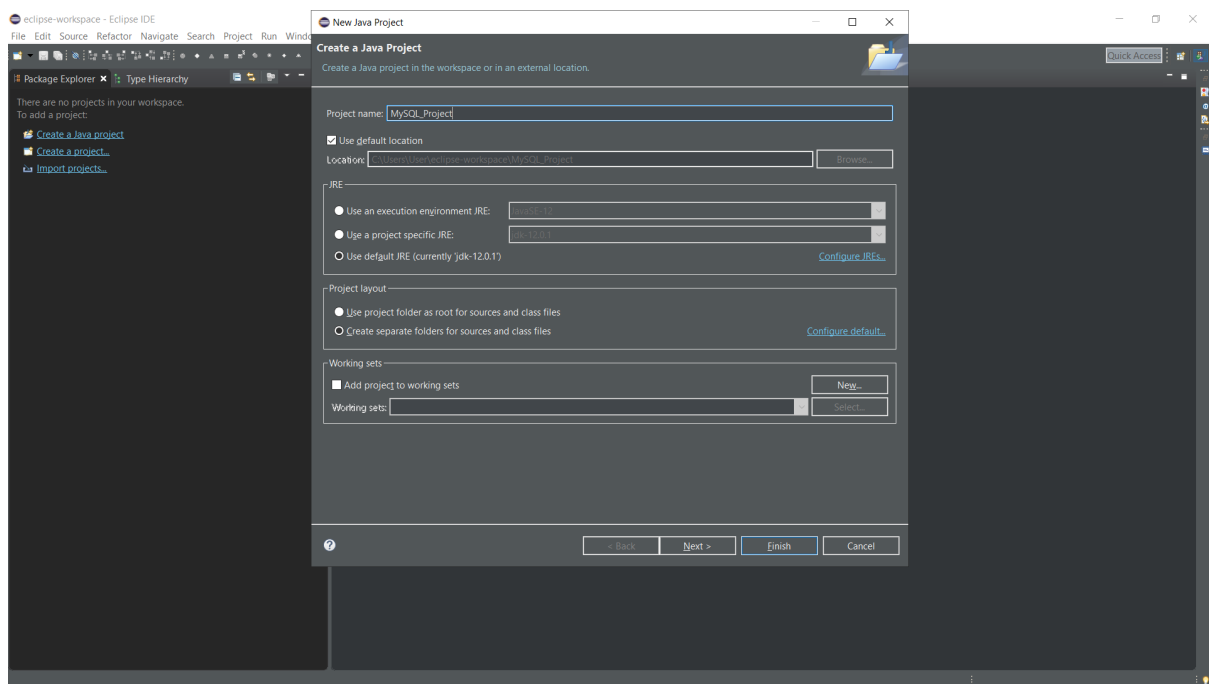 eclipse-workspace - Eclipse IDE
File Edit Source Refactor Navigate Search Project Run
Quick Access
Package Explorer
Type Hierarchy
There are no projects in your workspace.
To add a project:
Create a Java project
Create a project...
Import projects...
New Java Project
Create a Java Project
Create a Java project in the workspace or in an external location.
Project name: MySQL_Project
Use default location
Location: C:\Users\User\eclipse-workspace\MySQL_Project Browse...
JRE
Use an execution environment JRE: JavaSE-12
Use a project specific JRE: jdk-12.0.1
Use default JRE (currently 'jdk-12.0.1') Configure JREs...
Project layout
Use project folder as root for sources and class files
Create separate folders for sources and class files Configure default...
Working sets
Add project to working sets New...
Working sets: Select...
< Back Next > Finish Cancel